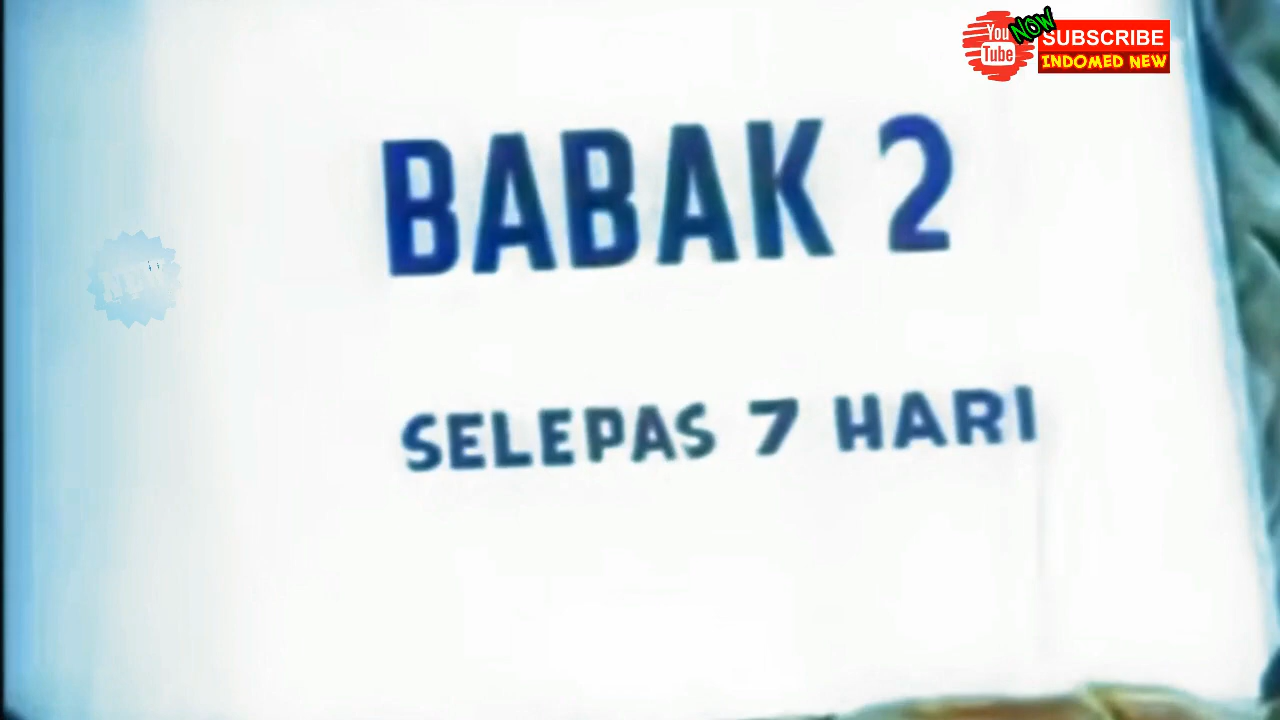 You
Tube
NOW
SUBSCRIBE
INDOMED NEW
BABAK 2
SELEPAS 7 HARI